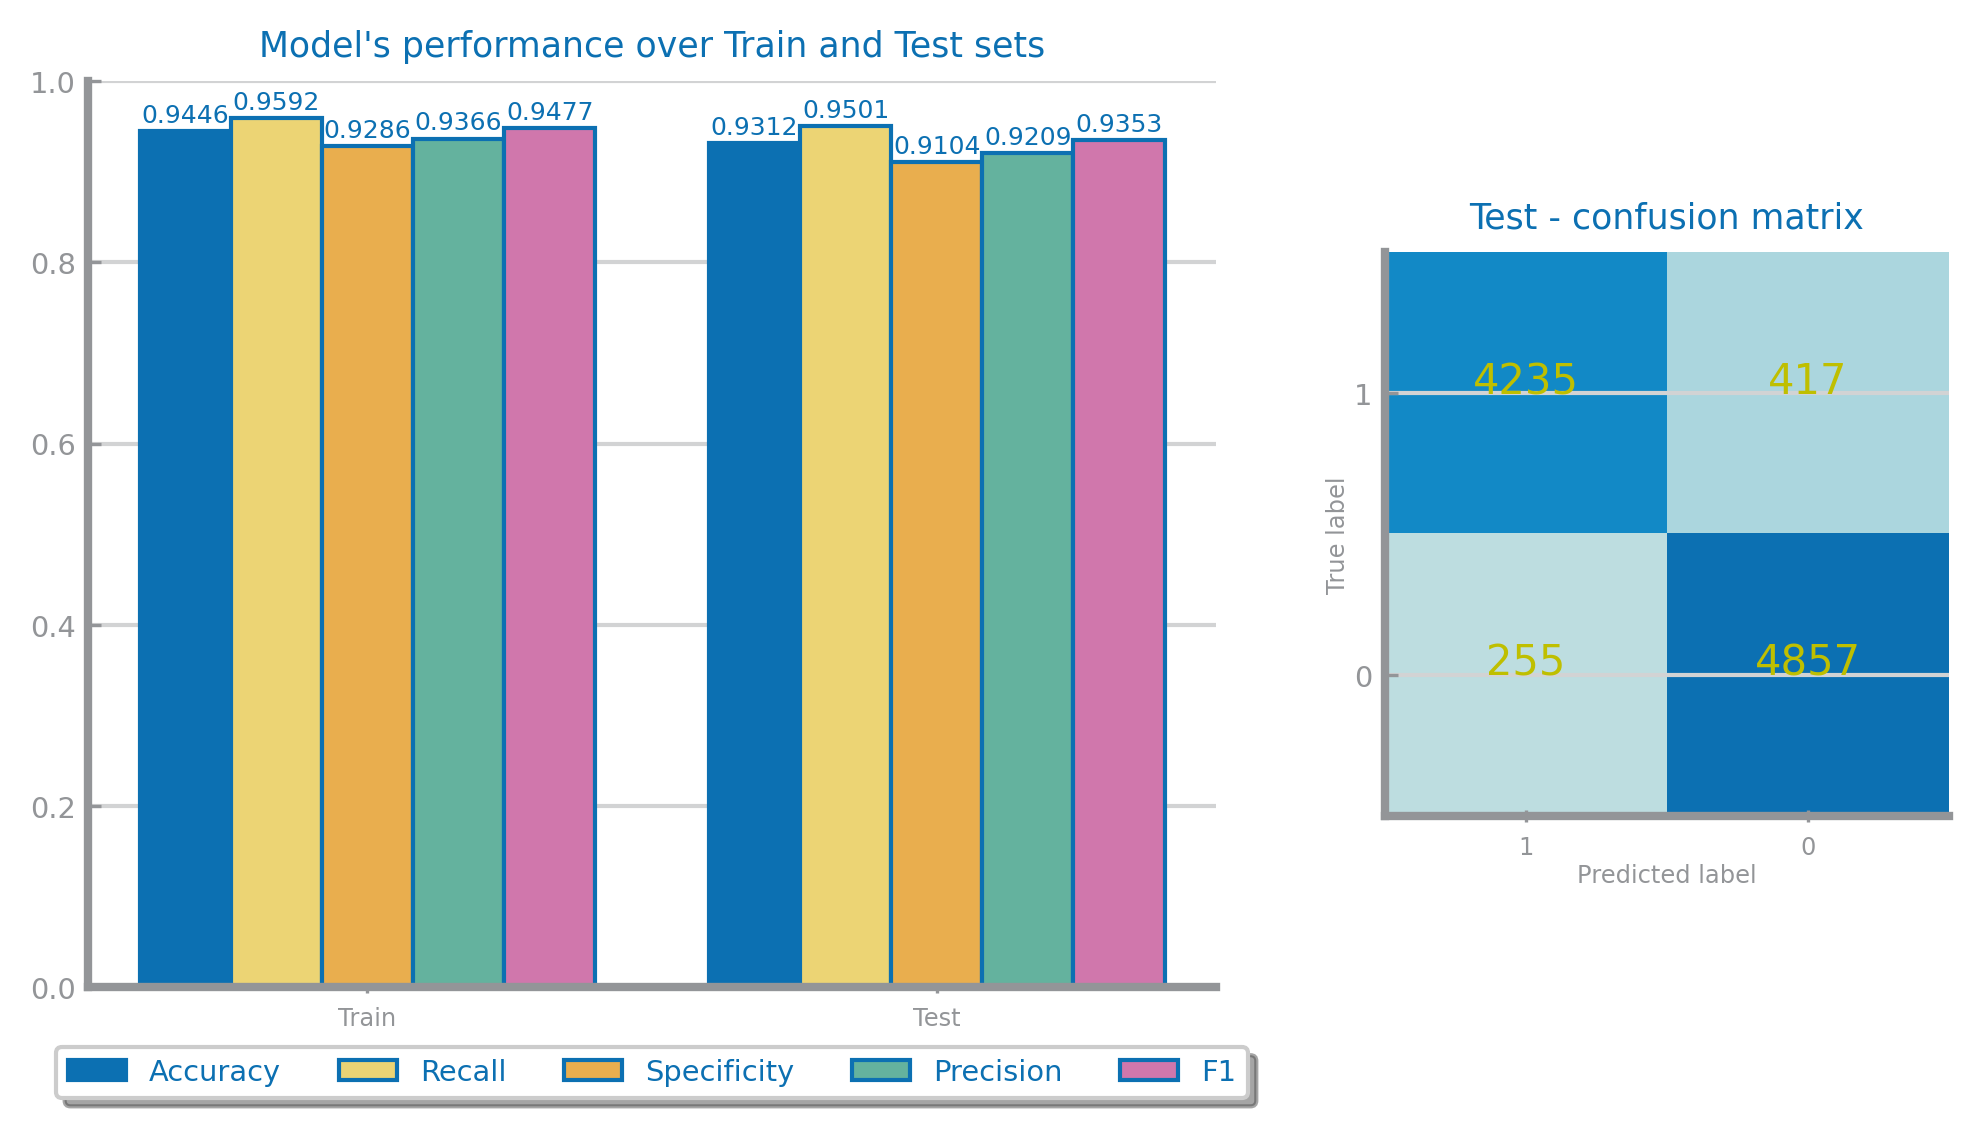 Model's performance over Train and Test sets
1.0
0.8
0.6
0.4
0.2
0.0
0.9446 0.9592 0.9286 0.9366 0.9477
0.9312 0.9501 0.9104 0.9209 0.9353
Train Test
Accuracy Recall Specificity Precision F1
Test - confusion matrix
True label
1
0
4235 417
255 4857
1 0
Predicted label